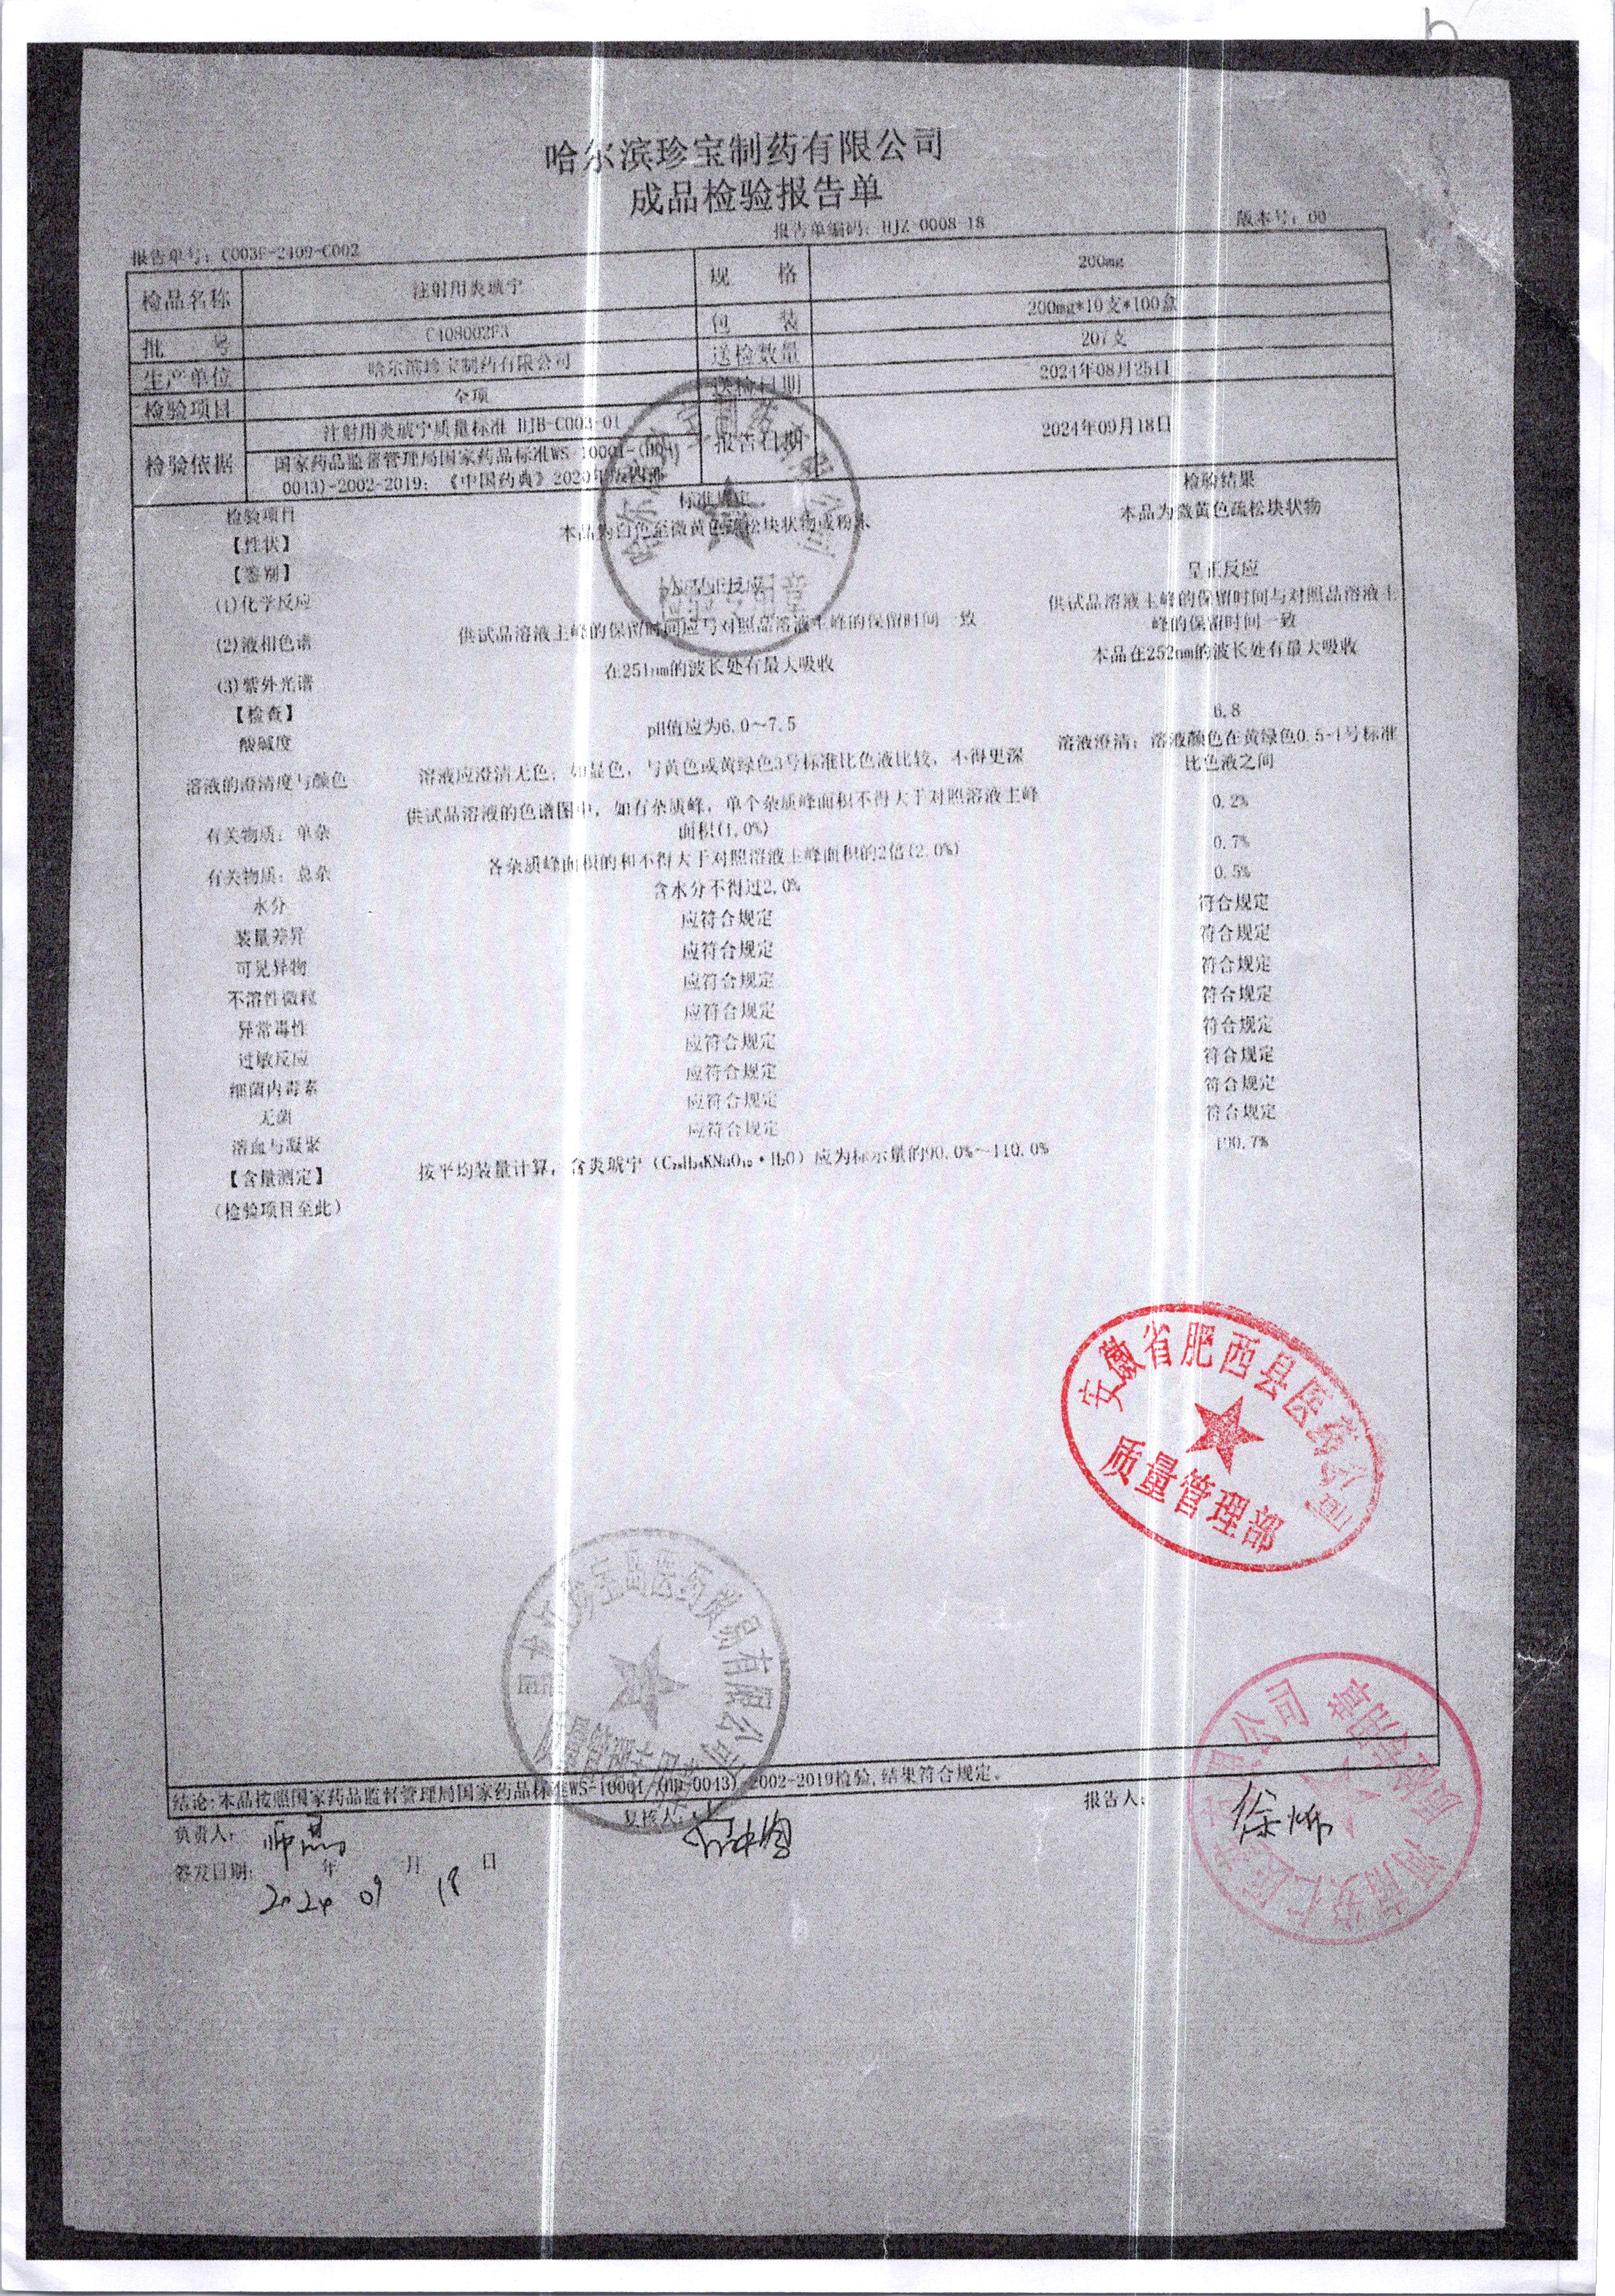 哈尔滨珍宝制药有限公司
成品检验报告单
报告单号：C003F-2409-C002 报告单编码：HJZ-0008-18 版本号：00
检品名称 注射用炎琥宁 规 格 200mg
批 号 C408002F3 包 装 200mg*10支*100盒
生产单位 哈尔滨珍宝制药有限公司 送检数量 207支
检验项目 全项 送检日期 2024年08月25日
检验依据 注射用炎琥宁质量标准 HJB-C003-01 报告日期 2024年09月18日
国家药品监督管理局国家药品标准WS-10001-(HD-0043)-2002-2019；《中国药典》2020年版四部
检验项目 标准规定 检验结果
【性状】 本品为白色至微黄色疏松块状物或粉末 本品为微黄色疏松块状物
【鉴别】
(1)化学反应 应呈正反应 呈正反应
(2)液相色谱 供试品溶液主峰的保留时间应与对照品溶液主峰的保留时间一致 供试品溶液主峰的保留时间与对照品溶液主峰的保留时间一致
(3)紫外光谱 在251nm的波长处有最大吸收 本品在252nm的波长处有最大吸收
【检查】
酸碱度 pH值应为6.0～7.5 6.8
溶液的澄清度与颜色 溶液应澄清无色；如显色，与黄色或黄绿色3号标准比色液比较，不得更深 溶液澄清；溶液颜色在黄绿色0.5-1号标准比色液之间
有关物质：单杂 供试品溶液的色谱图中，如有杂质峰，单个杂质峰面积不得大于对照溶液主峰面积(1.0%) 0.2%
有关物质：总杂 各杂质峰面积的和不得大于对照溶液主峰面积的2倍(2.0%) 0.7%
水分 含水分不得过2.0% 0.5%
装量差异 应符合规定 符合规定
可见异物 应符合规定 符合规定
不溶性微粒 应符合规定 符合规定
异常毒性 应符合规定 符合规定
过敏反应 应符合规定 符合规定
细菌内毒素 应符合规定 符合规定
无菌 应符合规定 符合规定
溶血与凝聚 应符合规定 符合规定
【含量测定】 按平均装量计算，含炎琥宁（C₂₈H₃₄KNaO₁₀·H₂O）应为标示量的90.0%～110.0% 100.7%
(检验项目至此)
安徽省肥西县医药公司
质量管理部
结论:本品按照国家药品监督管理局国家药品标准WS-10001-(HD-0043)-2002-2019检验,结果符合规定。
负责人： 复核人： 报告人：
签发日期： 2024 年 09 月 18 日